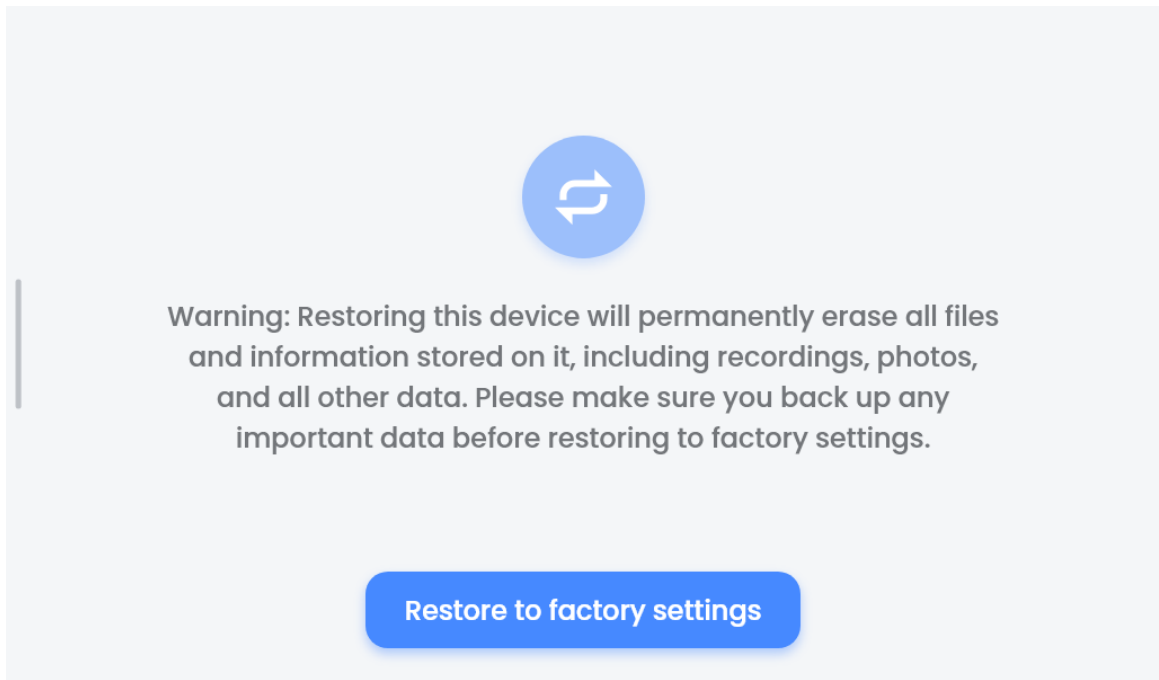 Warning: Restoring this device will permanently erase all files
and information stored on it, including recordings, photos,
and all other data. Please make sure you back up any
important data before restoring to factory settings.
Restore to factory settings